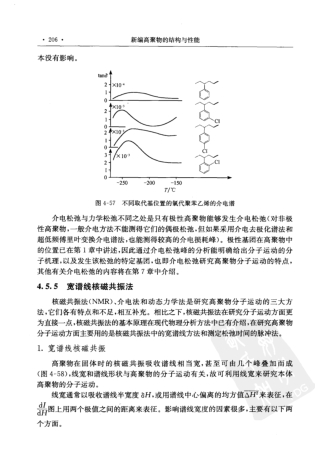 · 206 ·
新编高聚物的结构与性能
本没有影响。
tanδ
2
×10⁻⁴
1
0
×10⁻³
2
1
0
×10⁻³
2
1
0
3
×10⁻³
2
1
0
-250 -200 -150
T/℃
Cl
Cl
Cl
图 4-57 不同取代基位置的氯代聚苯乙烯的介电谱
介电松弛与力学松弛不同之处是只有极性高聚物能够发生介电松弛(对非极
性高聚物,一般介电方法不能测得它们的偶极松弛,但如果采用介电去极化谱法和
超低频傅里叶变换介电谱法,也能测得较高的介电损耗峰)。极性基团在高聚物中
的位置已在第 1 章中讲述,因此通过介电松弛峰的分析能明确给出分子运动的分
子机理,以及发生该松弛的特定基团,也即介电松弛研究高聚物分子运动的特点,
其他有关介电松弛的内容将在第 7 章中介绍。
4.5.5 宽谱线核磁共振法
核磁共振法(NMR)、介电法和动态力学法是研究高聚物分子运动的三大方
法,它们各有特点和不足,相互补充。相比之下,核磁共振法在研究分子运动方面更
为直接一点,核磁共振法的基本原理在现代物理分析方法中已有介绍,在研究高聚物
分子运动方面主要用的是核磁共振法中的宽谱线方法和测定松弛时间的脉冲法。
1. 宽谱线核磁共振
高聚物在固体时的核磁共振吸收谱线相当宽,甚至可由几个峰叠加而成
(图 4-58),线宽和谱线形状与高聚物的分子运动有关,故可利用线宽来研究本体
高聚物的分子运动。
线宽通常以吸收谱线半宽度 δH,或用谱线中心偏离的均方值ΔH²来表征,在
dI/dH图上用两个极值之间的距离来表征。影响谱线宽度的因素很多,主要有以下两
个方面。